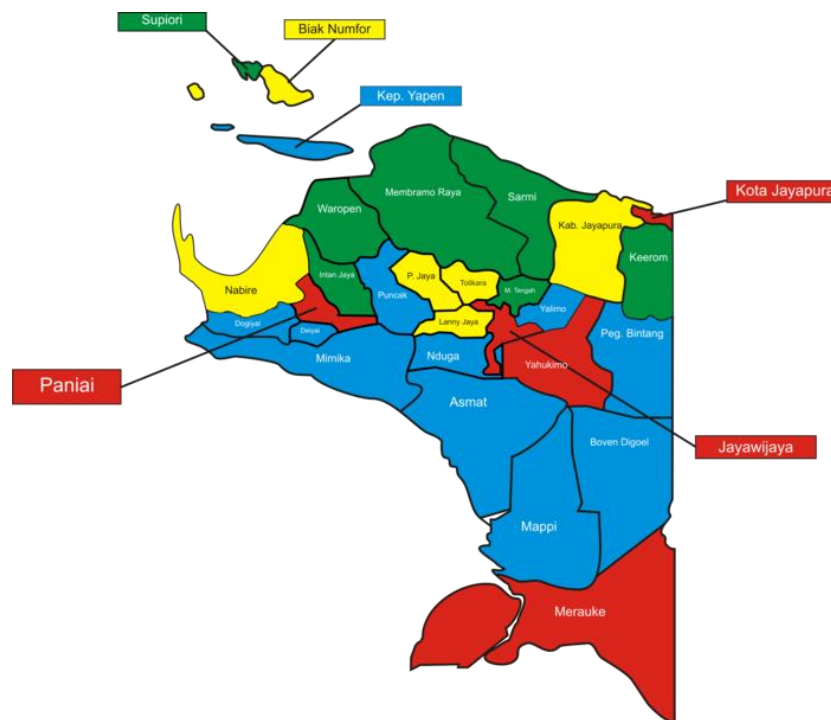 Supiori
Biak Numfor
Kep. Yapen
Membramo Raya
Sarmi
Kota Jayapura
Waropen
Kab. Jayapura
Keerom
Intan Jaya
P. Jaya
Tolikara
M. Tengah
Nabire
Puncak
Yalimo
Dogiyai
Lanny Jaya
Deiyai
Peg. Bintang
Mimika
Nduga
Yahukimo
Paniai
Asmat
Boven Digoel
Jayawijaya
Mappi
Merauke